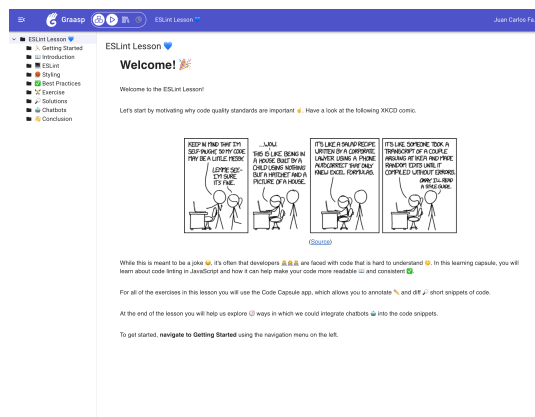 Graasp
ESLint Lesson 💙
Juan Carlos Fa
ESLint Lesson 💙
Getting Started
Introduction
ESLint
Styling
Best Practices
Exercise
Solutions
Chatbots
Conclusion
ESLint Lesson 💙
Welcome! 🎉
Welcome to the ESLint Lesson!
Let's start by motivating why code quality standards are important ☝. Have a look at the following XKCD comic.
KEEP IN MIND THAT I'M
SELF-TAUGHT, SO MY CODE
MAY BE A LITTLE MESSY.
LEMME SEE-
I'M SURE
IT'S FINE.
...WOW.
THIS IS LIKE BEING IN
A HOUSE BUILT BY A
CHILD USING NOTHING
BUT A HATCHET AND A
PICTURE OF A HOUSE.
IT'S LIKE A SALAD RECIPE
WRITTEN BY A CORPORATE
LAWYER USING A PHONE
AUTOCORRECT THAT ONLY
KNEW EXCEL FORMULAS.
IT'S LIKE SOMEONE TOOK A
TRANSCRIPT OF A COUPLE
ARGUING AT IKEA AND MADE
RANDOM EDITS UNTIL IT
COMPILED WITHOUT ERRORS.
OKAY, I'LL READ
A STYLE GUIDE.
(Source)
While this is meant to be a joke, it's often that developers are faced with code that is hard to understand. In this learning capsule, you will
learn about code linting in JavaScript and how it can help make your code more readable and consistent ✅.
For all of the exercises in this lesson you will use the Code Capsule app, which allows you to annotate ✏ and diff 🔎 short snippets of code.
At the end of the lesson you will help us explore ways in which we could integrate chatbots 🤖 into the code snippets.
To get started, navigate to Getting Started using the navigation menu on the left.